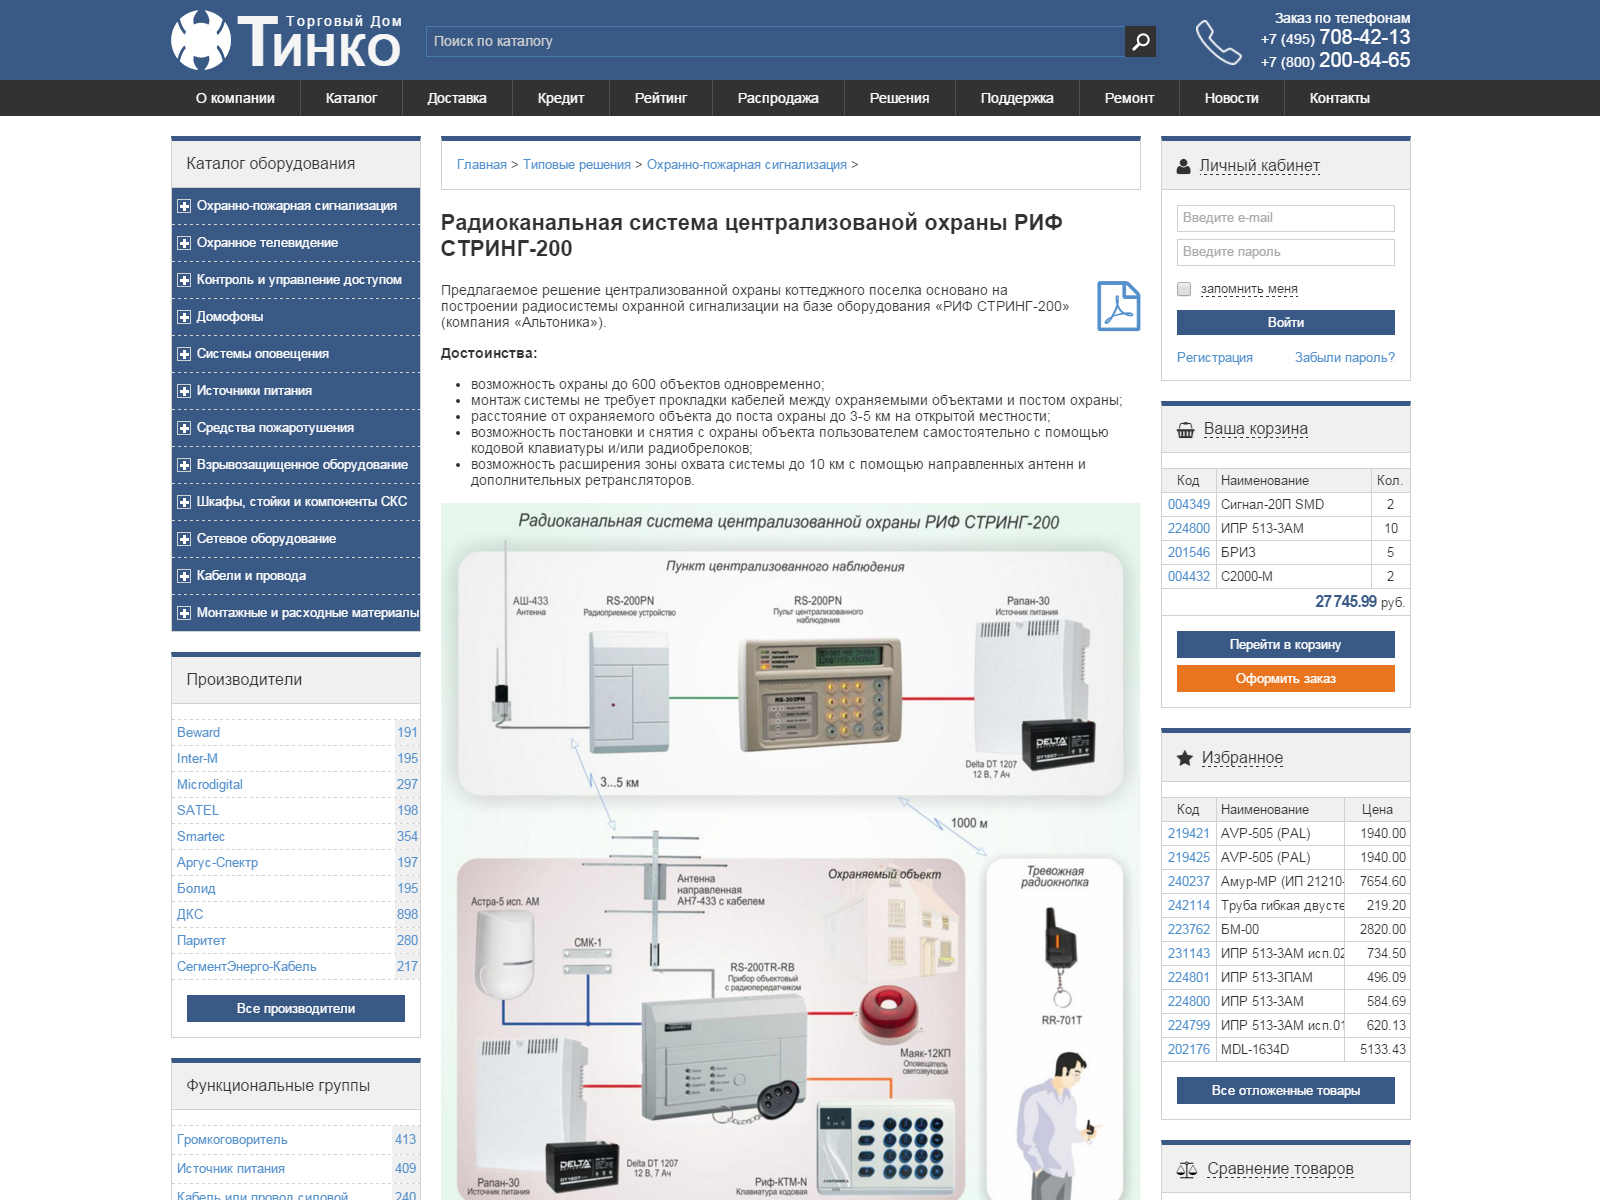 Торговый Дом
ТИНКО
Поиск по каталогу
Заказ по телефонам
+7 (495) 708-42-13
+7 (800) 200-84-65
О компании
Каталог
Доставка
Кредит
Рейтинг
Распродажа
Решения
Поддержка
Ремонт
Новости
Контакты
Каталог оборудования
Охранно-пожарная сигнализация
Охранное телевидение
Контроль и управление доступом
Домофоны
Системы оповещения
Источники питания
Средства пожаротушения
Взрывозащищенное оборудование
Шкафы, стойки и компоненты СКС
Сетевое оборудование
Кабели и провода
Монтажные и расходные материалы
Производители
Beward 191
Inter-M 195
Microdigital 297
SATEL 198
Smartec 354
Аргус-Спектр 197
Болид 195
ДКС 898
Паритет 280
СегментЭнерго-Кабель 217
Все производители
Функциональные группы
Громкоговоритель 413
Источник питания 409
Кабель или провод силовой 240
Главная > Типовые решения > Охранно-пожарная сигнализация >
Радиоканальная система централизованой охраны РИФ
СТРИНГ-200
Предлагаемое решение централизованной охраны коттеджного поселка основано на
построении радиосистемы охранной сигнализации на базе оборудования «РИФ СТРИНГ-200»
(компания «Альтоника»).
Достоинства:
возможность охраны до 600 объектов одновременно;
монтаж системы не требует прокладки кабелей между охраняемыми объектами и постом охраны;
расстояние от охраняемого объекта до поста охраны до 3-5 км на открытой местности;
возможность постановки и снятия с охраны объекта пользователем самостоятельно с помощью
кодовой клавиатуры и/или радиобрелоков;
возможность расширения зоны охвата системы до 10 км с помощью направленных антенн и
дополнительных ретрансляторов.
Радиоканальная система централизованной охраны РИФ СТРИНГ-200
Пункт централизованного наблюдения
АШ-433
Антенна
RS-200PN
Радиоприемное устройство
RS-200PN
Пульт централизованного
наблюдения
Рапан-30
Источник питания
RS-202PN
DELTA
DT 1207
Delta DT 1207
12 В, 7 Ач
3...5 км
1000 м
Антенна
направленная
АН7-433 с кабелем
Охраняемый объект
Астра-5 исп. АМ
СМК-1
RS-200TR-RB
Прибор объектовый
с радиопередатчиком
Маяк-12КП
Оповещатель
светозвуковой
DELTA
DT 1207
Delta DT 1207
12 В, 7 Ач
Рапан-30
Источник питания
Риф-KTM-N
Клавиатура кодовая
Тревожная
радиокнопка
RR-701T
Личный кабинет
Введите e-mail
Введите пароль
запомнить меня
Войти
Регистрация Забыли пароль?
Ваша корзина
Код Наименование Кол.
004349 Сигнал-20П SMD 2
224800 ИПР 513-3АМ 10
201546 БРИЗ 5
004432 С2000-М 2
27 745.99 руб.
Перейти в корзину
Оформить заказ
Избранное
Код Наименование Цена
219421 AVP-505 (PAL) 1940.00
219425 AVP-505 (PAL) 1940.00
240237 Амур-МР (ИП 21210- 7654.60
242114 Труба гибкая двусте 219.20
223762 БМ-00 2820.00
231143 ИПР 513-3АМ исп.02 734.50
224801 ИПР 513-3ПАМ 496.09
224800 ИПР 513-3АМ 584.69
224799 ИПР 513-3АМ исп.01 620.13
202176 MDL-1634D 5133.43
Все отложенные товары
Сравнение товаров